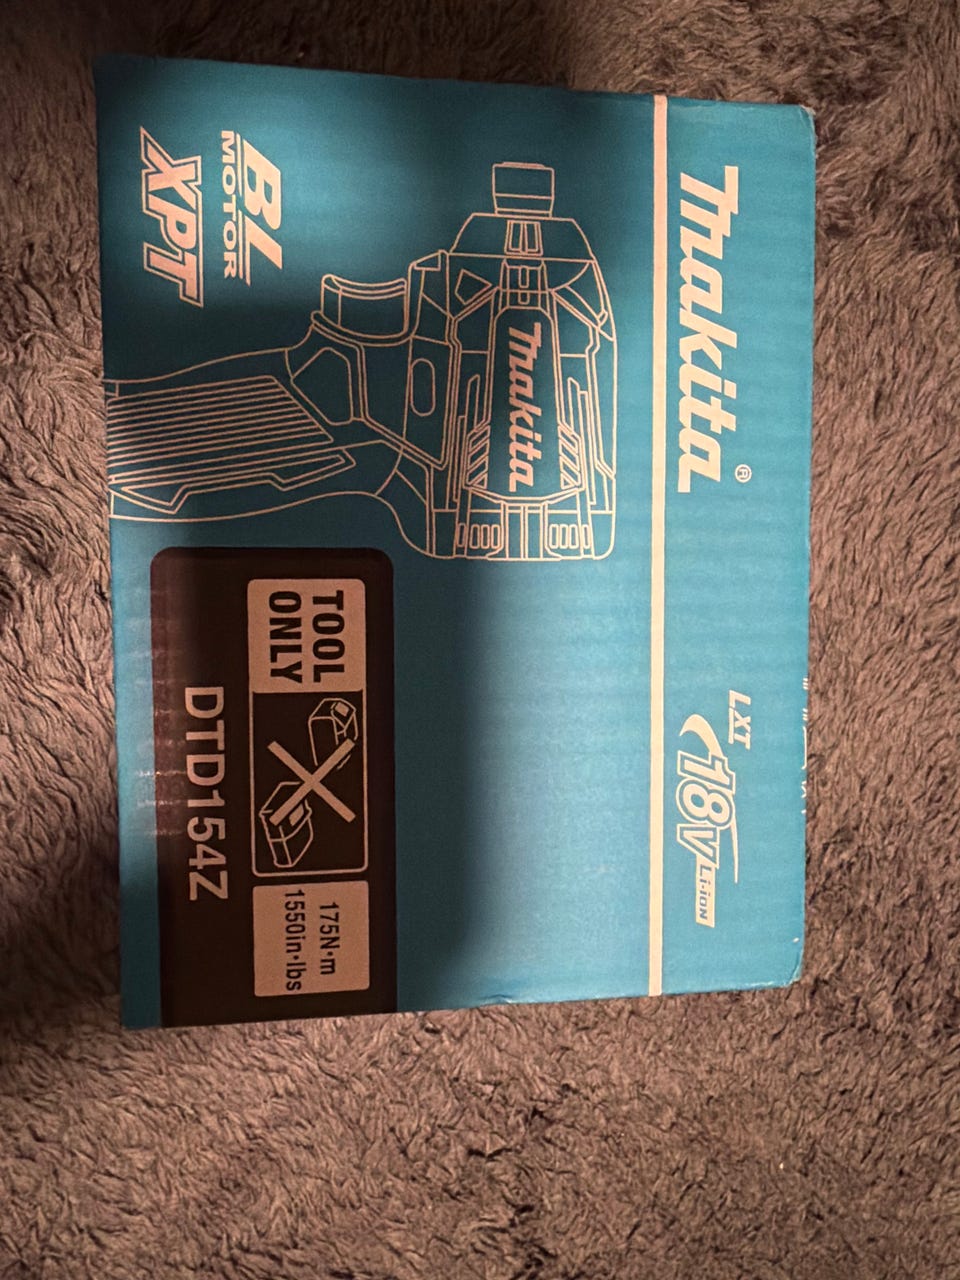 Makita®
LXT 18V Li-ion
Makita
BL
MOTOR
XPT
TOOL
ONLY
175N·m
1550in·lbs
DTD154Z